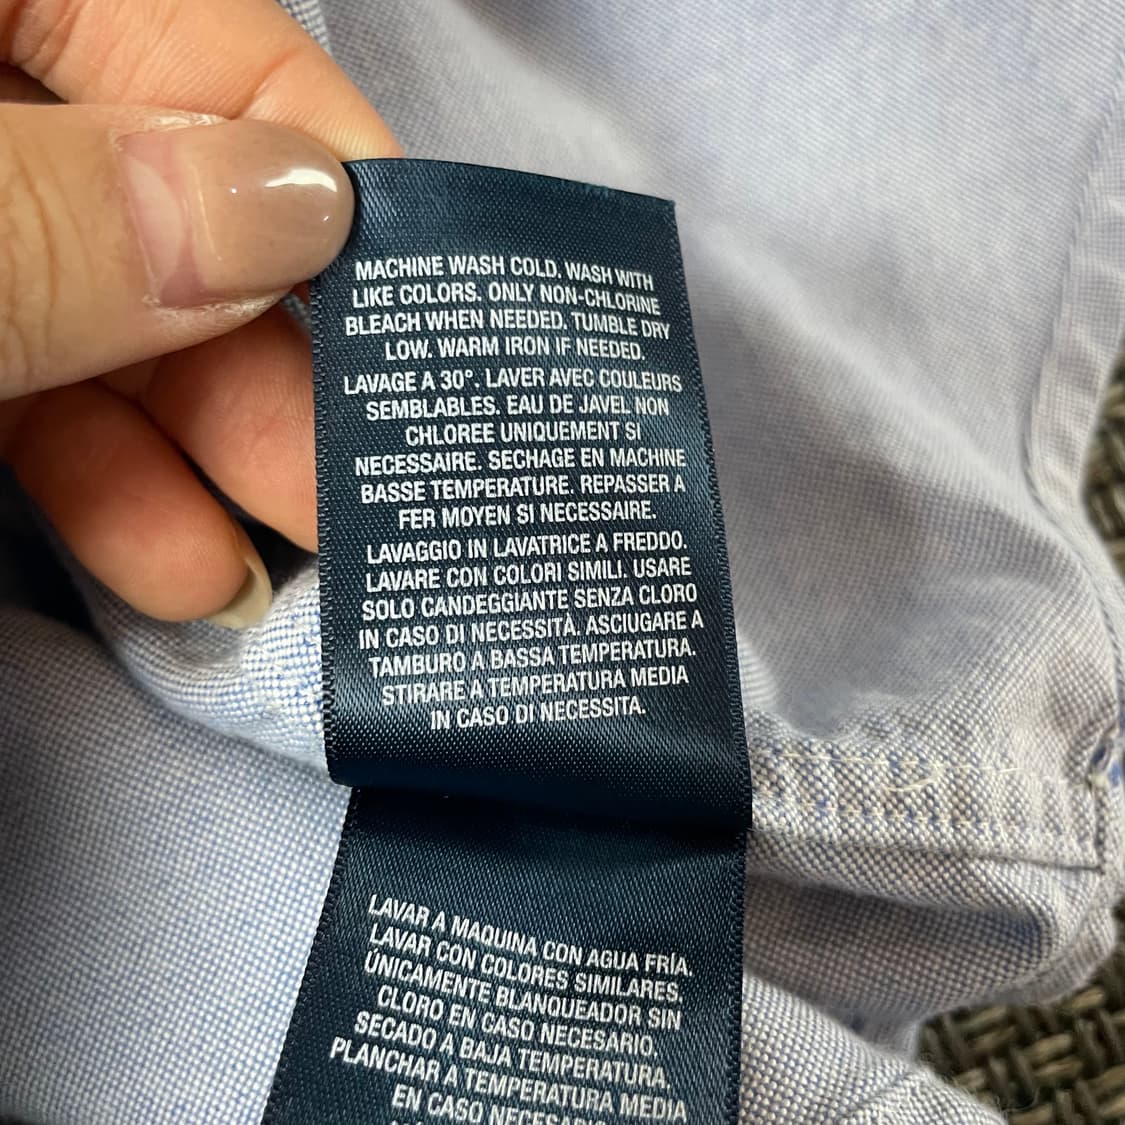 MACHINE WASH COLD. WASH WITH
LIKE COLORS. ONLY NON-CHLORINE
BLEACH WHEN NEEDED. TUMBLE DRY
LOW. WARM IRON IF NEEDED.
LAVAGE A 30°. LAVER AVEC COULEURS
SEMBLABLES. EAU DE JAVEL NON
CHLOREE UNIQUEMENT SI
NECESSAIRE. SECHAGE EN MACHINE
BASSE TEMPERATURE. REPASSER A
FER MOYEN SI NECESSAIRE.
LAVAGGIO IN LAVATRICE A FREDDO.
LAVARE CON COLORI SIMILI. USARE
SOLO CANDEGGIANTE SENZA CLORO
IN CASO DI NECESSITÀ. ASCIUGARE A
TAMBURO A BASSA TEMPERATURA.
STIRARE A TEMPERATURA MEDIA
IN CASO DI NECESSITA.
LAVAR A MAQUINA CON AGUA FRÍA.
LAVAR CON COLORES SIMILARES.
ÚNICAMENTE BLANQUEADOR SIN
CLORO EN CASO NECESARIO.
SECADO A BAJA TEMPERATURA.
PLANCHAR A TEMPERATURA MEDIA
EN CASO NECESARIO